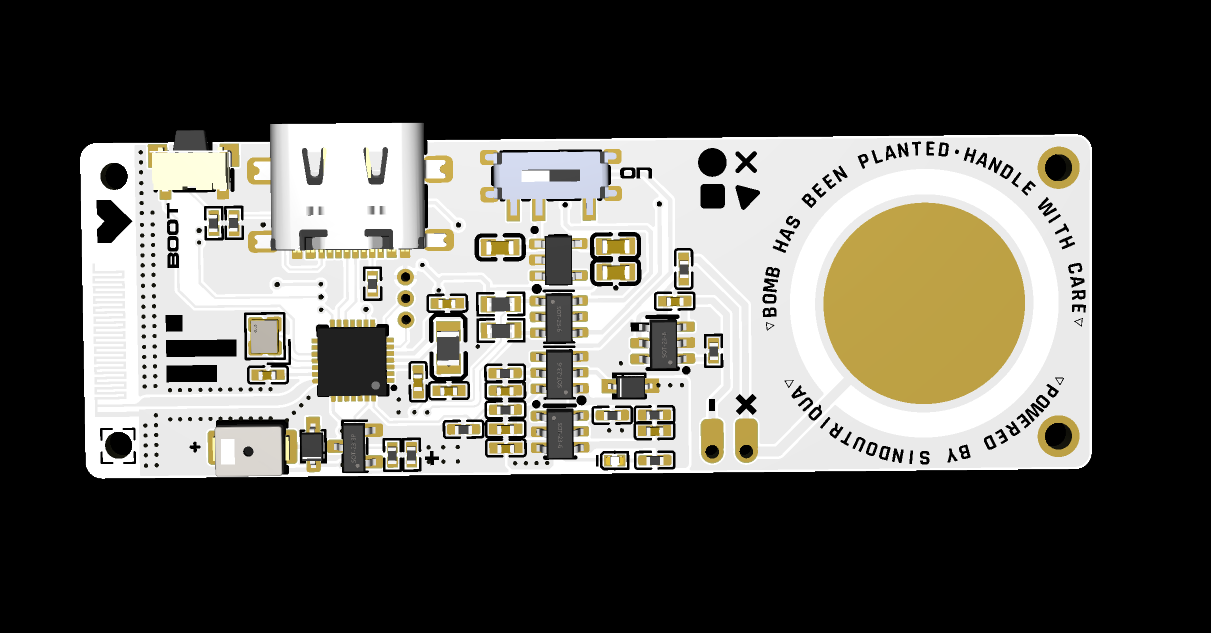 BOOT
ON
BOMB HAS BEEN PLANTED·HANDLE WITH CARE
POWERED BY SINDOUTRIQUA